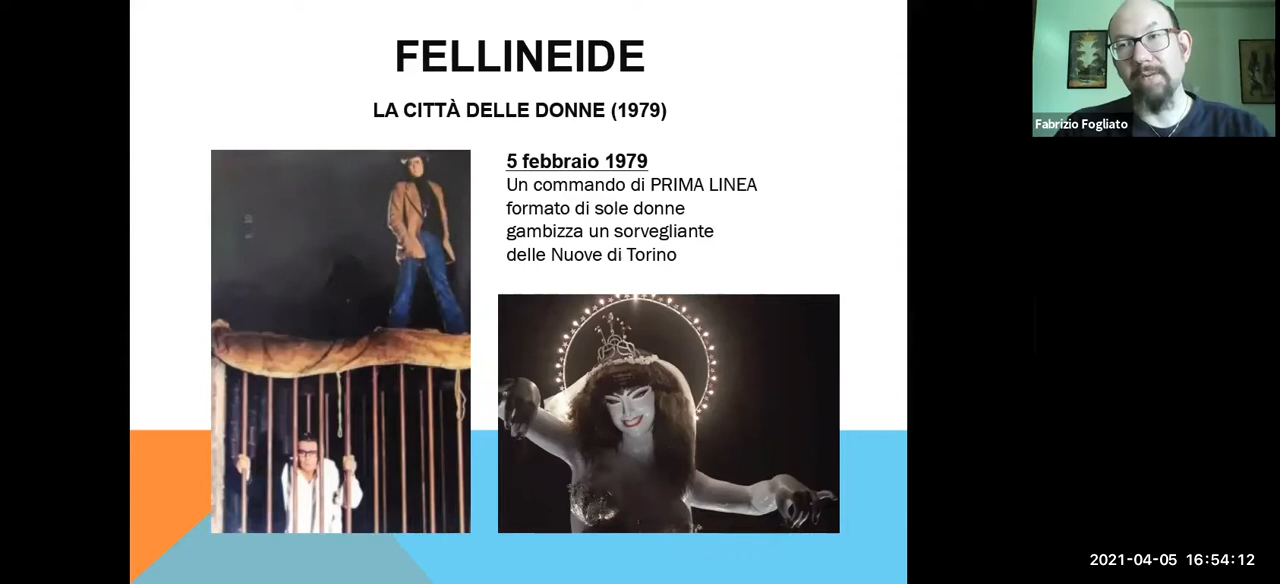 FELLINEIDE
LA CITTÀ DELLE DONNE (1979)
5 febbraio 1979
Un commando di PRIMA LINEA
formato di sole donne
gambizza un sorvegliante
delle Nuove di Torino
Fabrizio Fogliato
2021-04-05 16:54:12